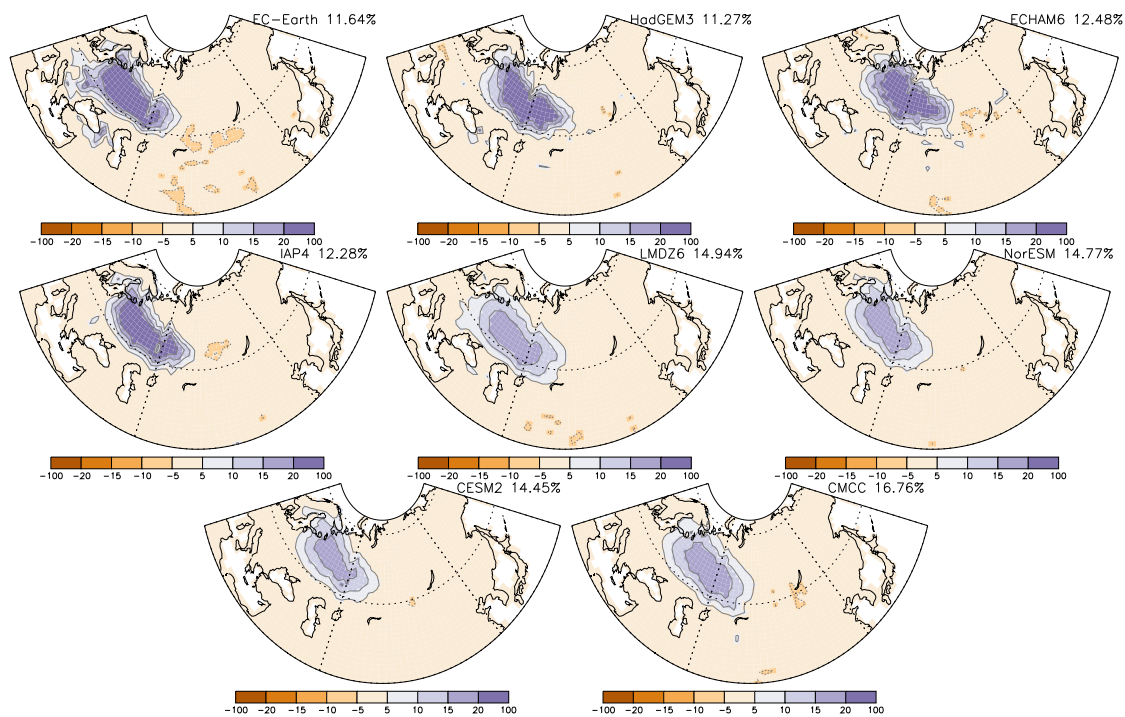 EC-Earth 11.64%
HadGEM3 11.27%
ECHAM6 12.48%
-100 -20 -15 -10 -5 5 10 15 20 100
-100 -20 -15 -10 -5 5 10 15 20 100
-100 -20 -15 -10 -5 5 10 15 20 100
IAP4 12.28%
LMDZ6 14.94%
NorESM 14.77%
-100 -20 -15 -10 -5 5 10 15 20 100
-100 -20 -15 -10 -5 5 10 15 20 100
-100 -20 -15 -10 -5 5 10 15 20 100
CESM2 14.45%
CMCC 16.76%
-100 -20 -15 -10 -5 5 10 15 20 100
-100 -20 -15 -10 -5 5 10 15 20 100